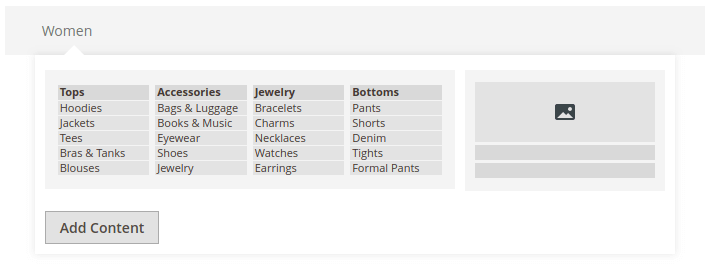 Women
Tops Accessories Jewelry Bottoms
Hoodies Bags & Luggage Bracelets Pants
Jackets Books & Music Charms Shorts
Tees Eyewear Necklaces Denim
Bras & Tanks Shoes Watches Tights
Blouses Jewelry Earrings Formal Pants
Add Content